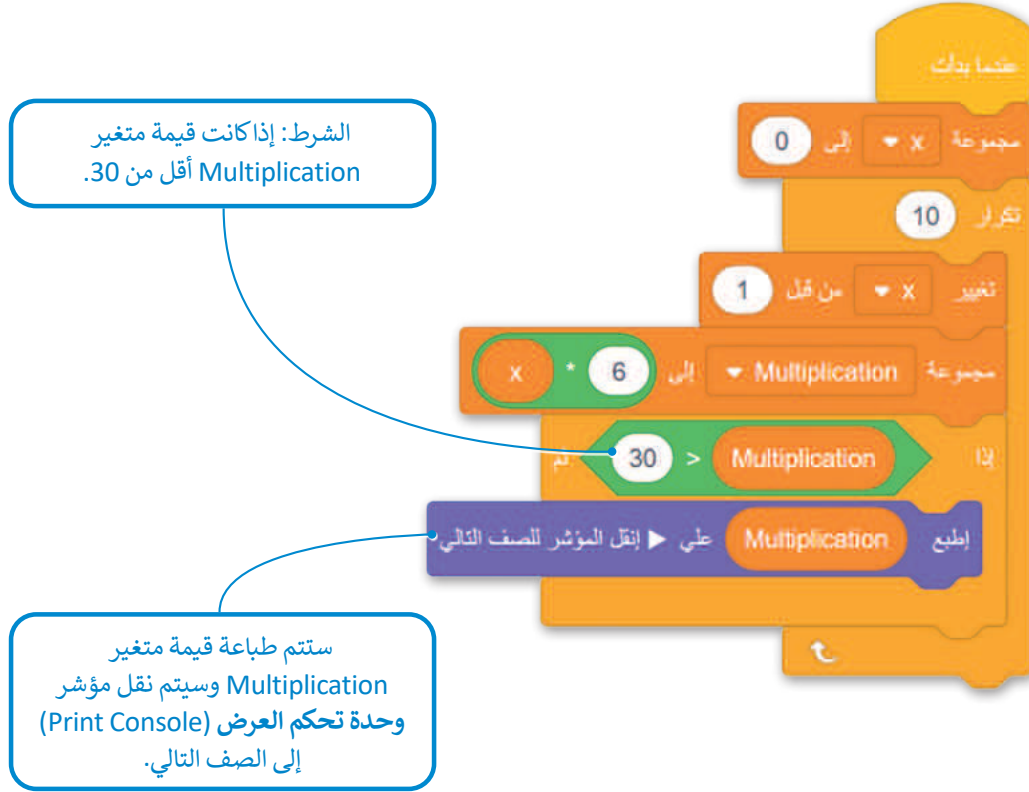 عندما بدأت
مجموعة x إلى 0
تكرار 10
تغيير x من قبل 1
مجموعة Multiplication إلى 6 * x
إذا Multiplication > 30 ثم
إطبع Multiplication علي ◀ إنقل المؤشر للصف التالي
الشرط: إذا كانت قيمة متغير
Multiplication أقل من 30.
ستتم طباعة قيمة متغير
Multiplication وسيتم نقل مؤشر
وحدة تحكم العرض (Print Console)
إلى الصف التالي.